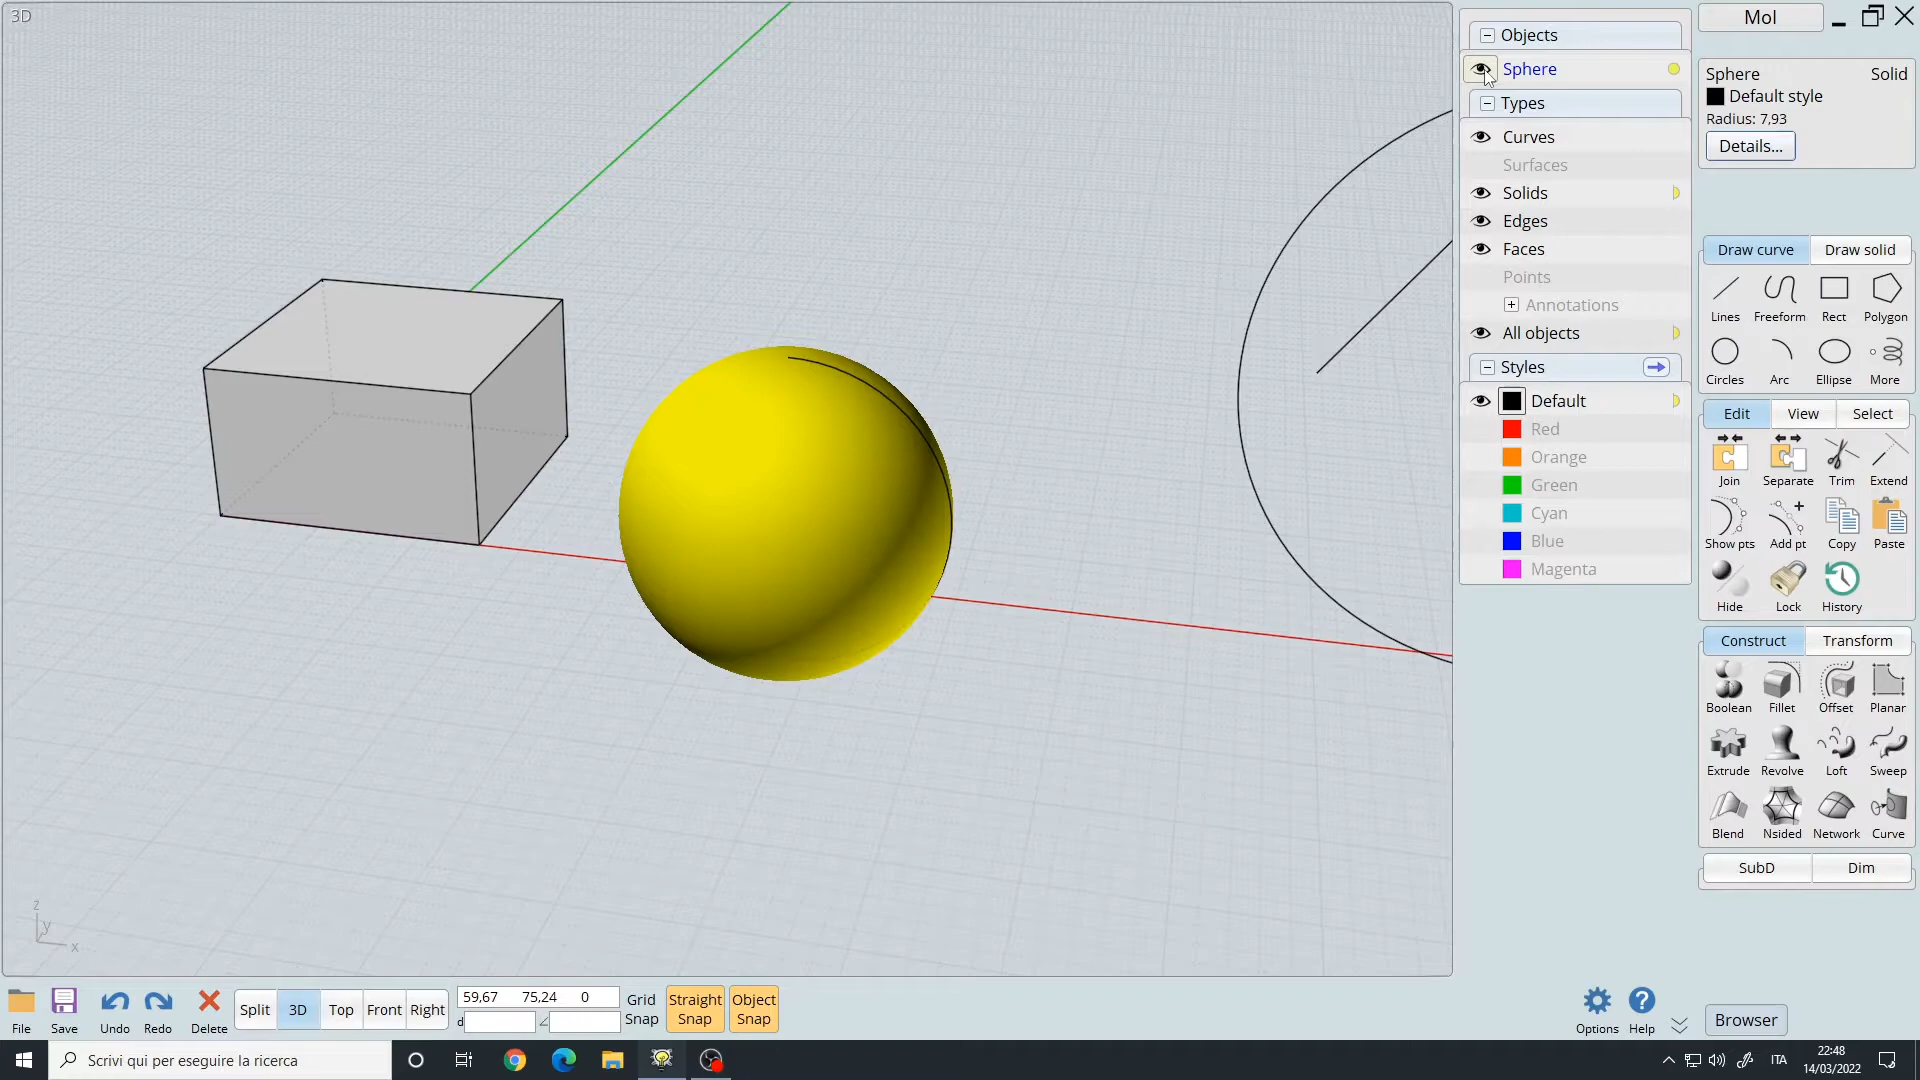 3D
z
y
x
Objects
Sphere
Types
Curves
Surfaces
Solids
Edges
Faces
Points
Annotations
All objects
Styles
Default
Red
Orange
Green
Cyan
Blue
Magenta
MoI
Sphere Solid
Default style
Radius: 7,93
Details...
Draw curve Draw solid
Lines Freeform Rect Polygon
Circles Arc Ellipse More
Edit View Select
Join Separate Trim Extend
Show pts Add pt Copy Paste
Hide Lock History
Construct Transform
Boolean Fillet Offset Planar
Extrude Revolve Loft Sweep
Blend Nsided Network Curve
SubD Dim
File Save Undo Redo Delete
Split 3D Top Front Right
59,67 75,24 0
d ∠
Grid Snap
Straight Snap
Object Snap
Options Help
Browser
Scrivi qui per eseguire la ricerca
ITA
22:48
14/03/2022